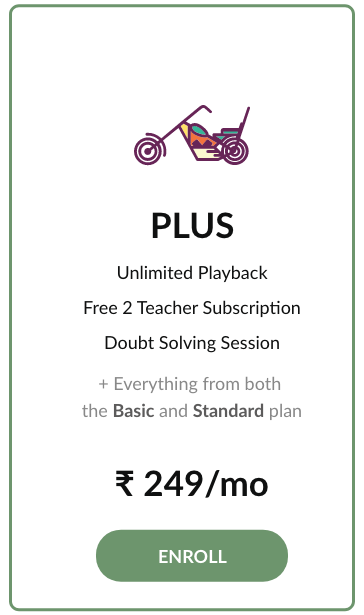 PLUS
Unlimited Playback
Free 2 Teacher Subscription
Doubt Solving Session
+ Everything from both
the Basic and Standard plan
₹ 249/mo
ENROLL